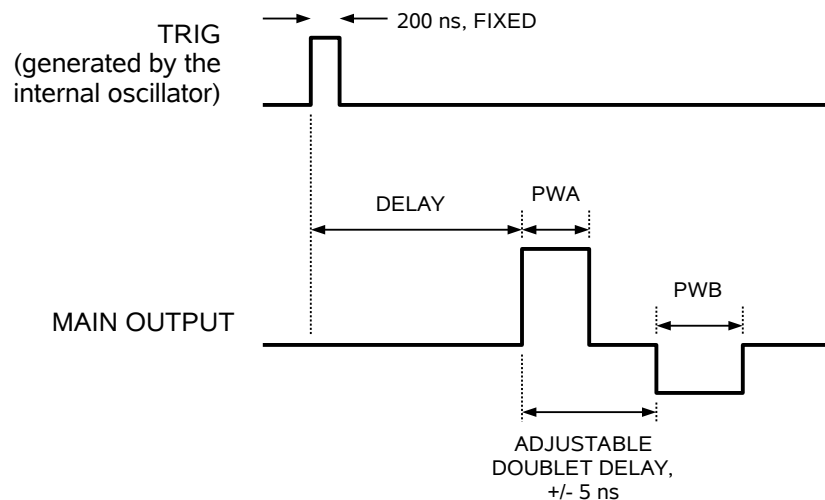 200 ns, FIXED
TRIG
(generated by the
internal oscillator)
DELAY
PWA
PWB
MAIN OUTPUT
ADJUSTABLE
DOUBLET DELAY,
+/- 5 ns